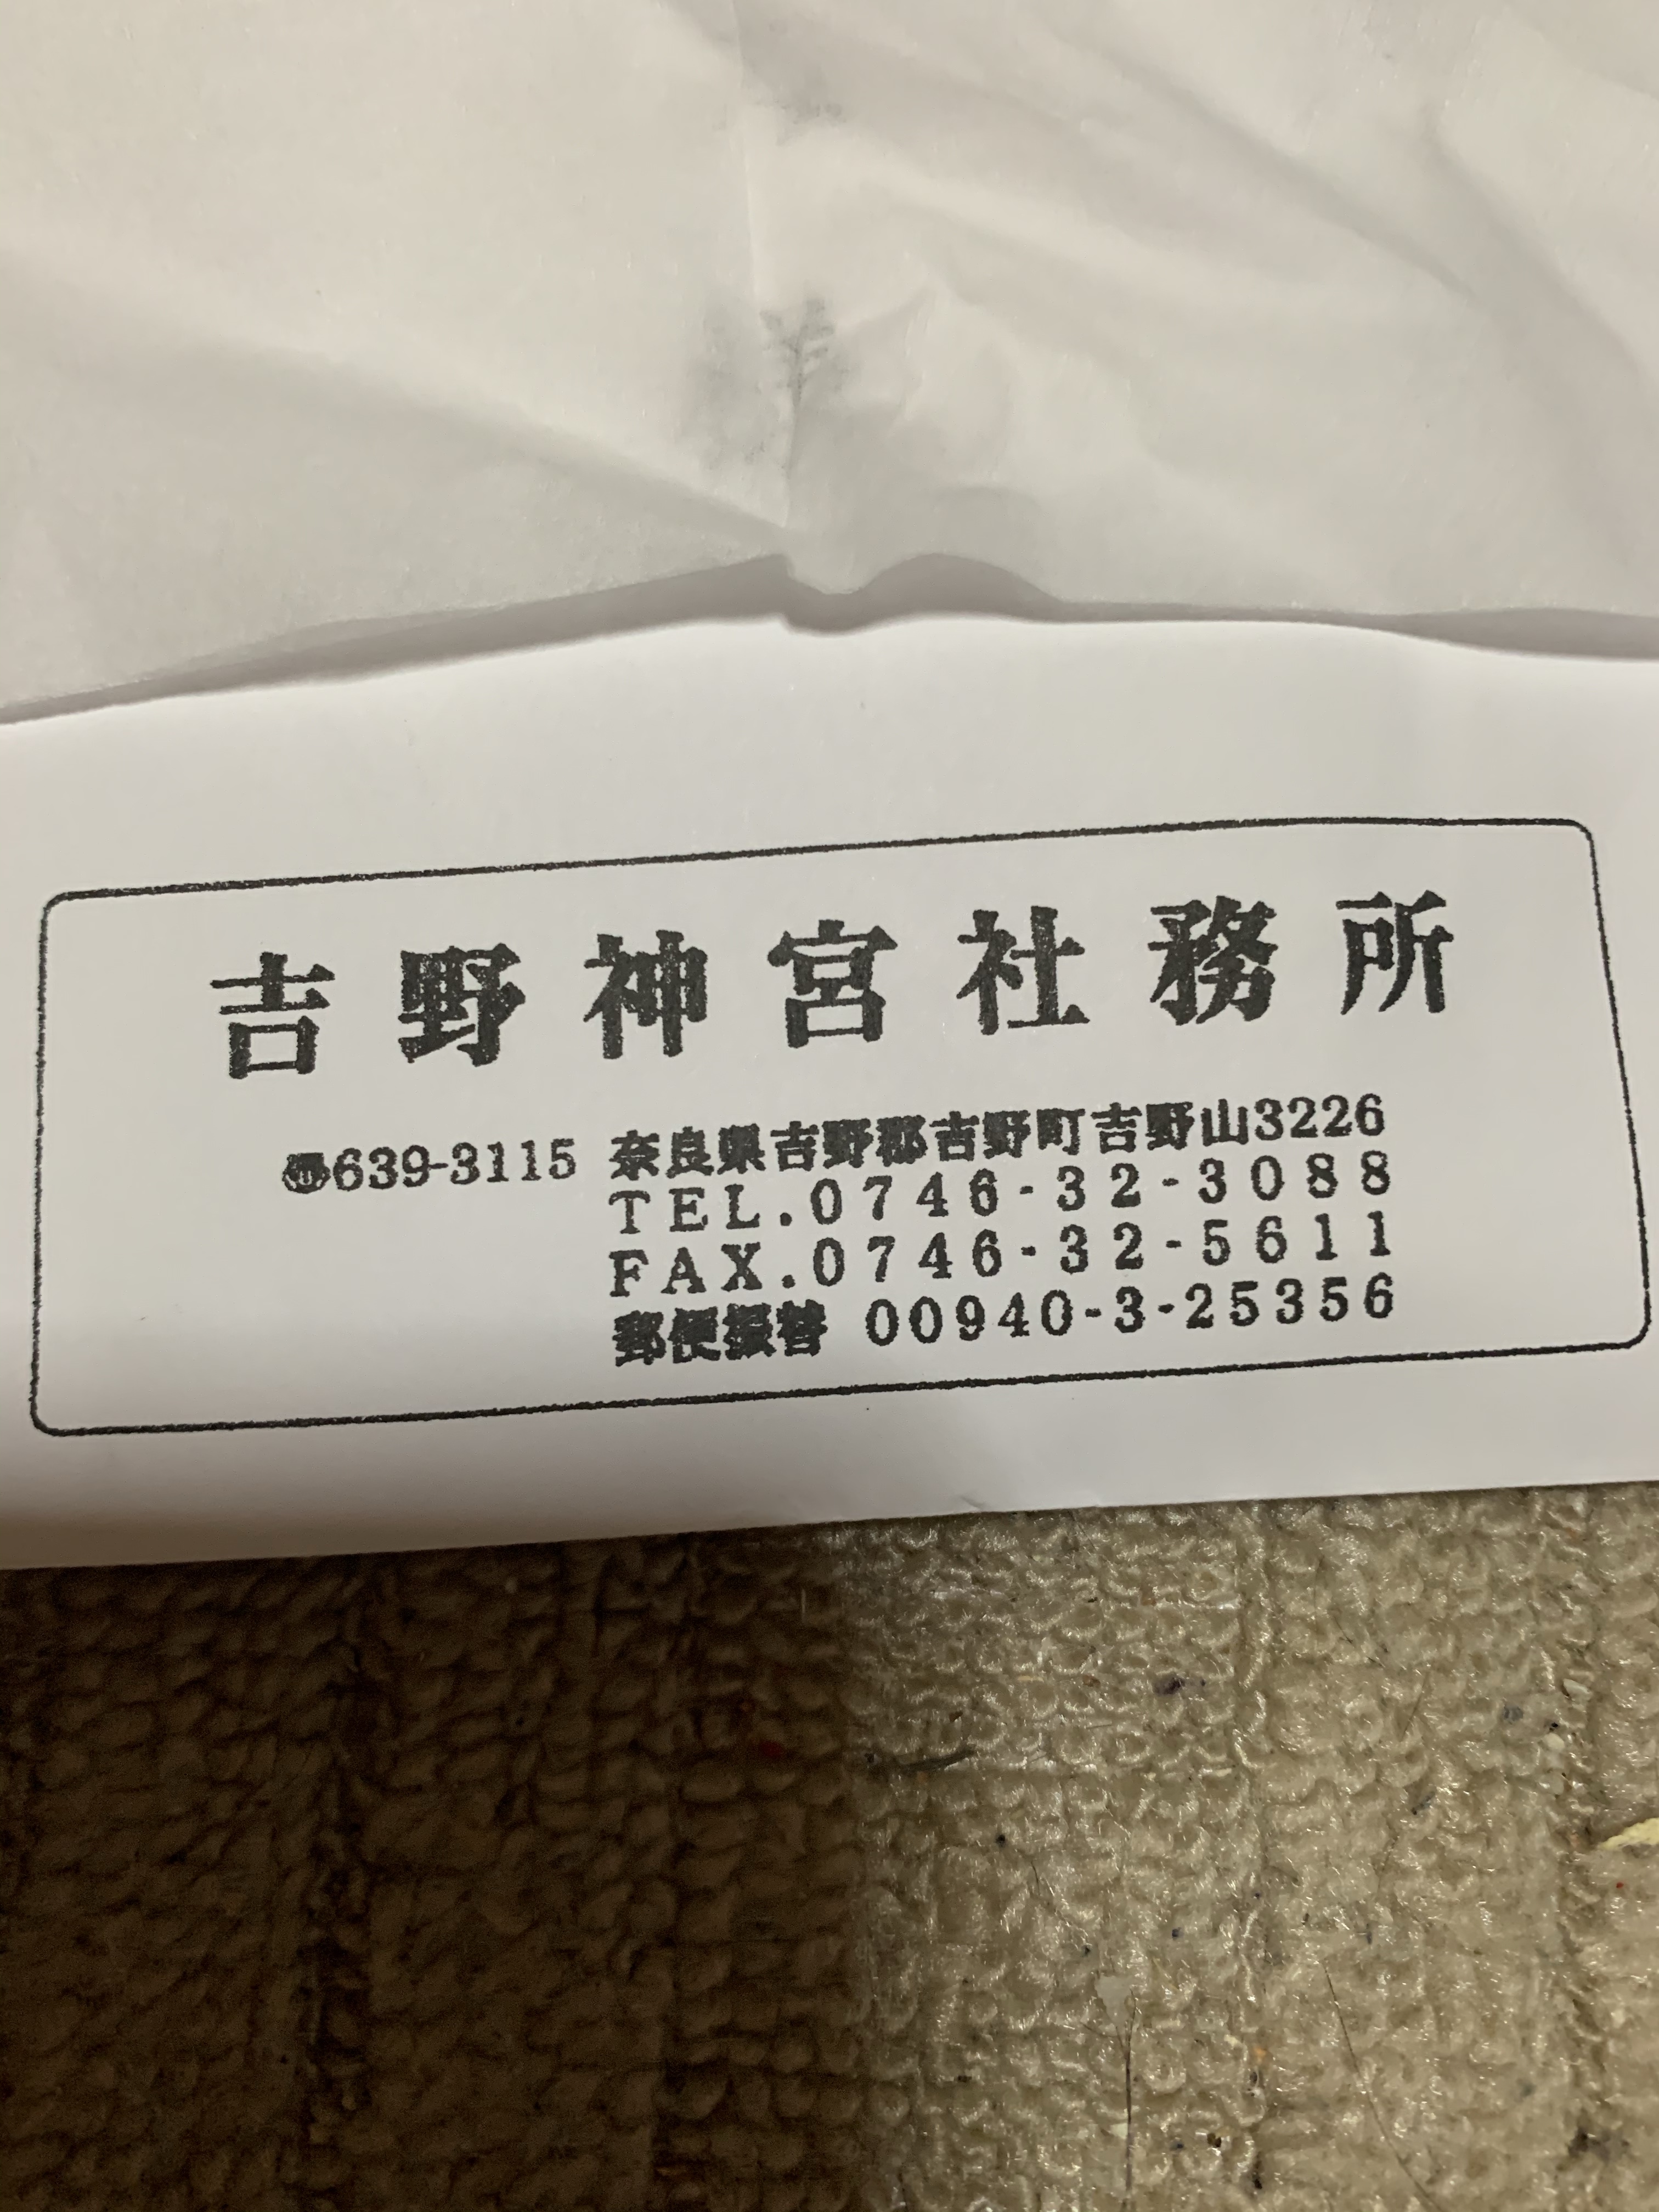 吉野神宮社務所
〠639-3115 奈良県吉野郡吉野町吉野山3226
TEL.0746-32-3088
FAX.0746-32-5611
郵便振替 00940-3-25356